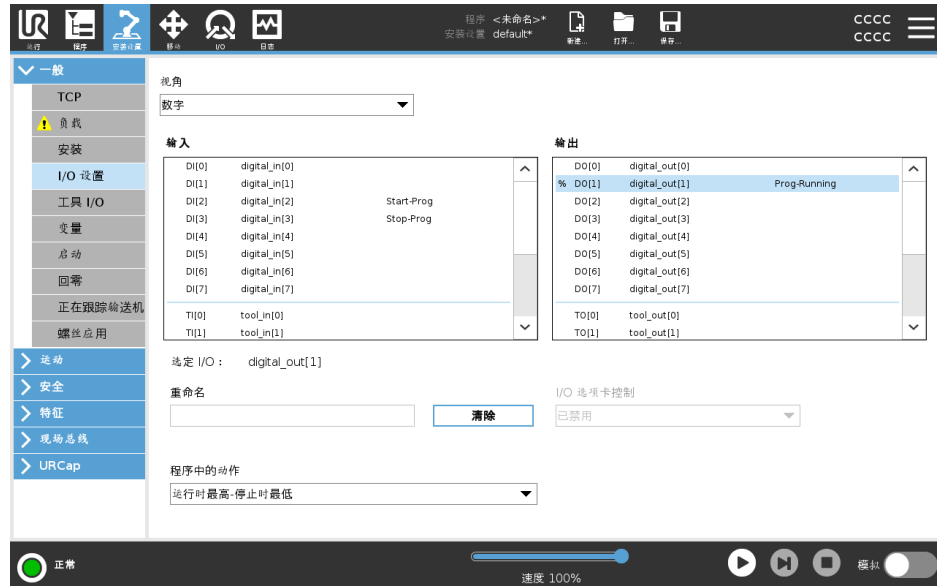 程序 <未命名>*
安装设置 default*
cccc
cccc
运行
程序
安装设置
移动
I/O
日志
新建...
打开...
保存...
一般
TCP
负载
安装
I/O 设置
工具 I/O
变量
启动
回零
正在跟踪输送机
螺丝应用
运动
安全
特征
现场总线
URCap
视角
数字
输入
DI[0] digital_in[0]
DI[1] digital_in[1]
DI[2] digital_in[2] Start-Prog
DI[3] digital_in[3] Stop-Prog
DI[4] digital_in[4]
DI[5] digital_in[5]
DI[6] digital_in[6]
DI[7] digital_in[7]
TI[0] tool_in[0]
TI[1] tool_in[1]
输出
DO[0] digital_out[0]
% DO[1] digital_out[1] Prog-Running
DO[2] digital_out[2]
DO[3] digital_out[3]
DO[4] digital_out[4]
DO[5] digital_out[5]
DO[6] digital_out[6]
DO[7] digital_out[7]
TO[0] tool_out[0]
TO[1] tool_out[1]
选定 I/O： digital_out[1]
重命名
清除
I/O 选项卡控制
已禁用
程序中的动作
运行时最高-停止时最低
正常
速度 100%
模拟